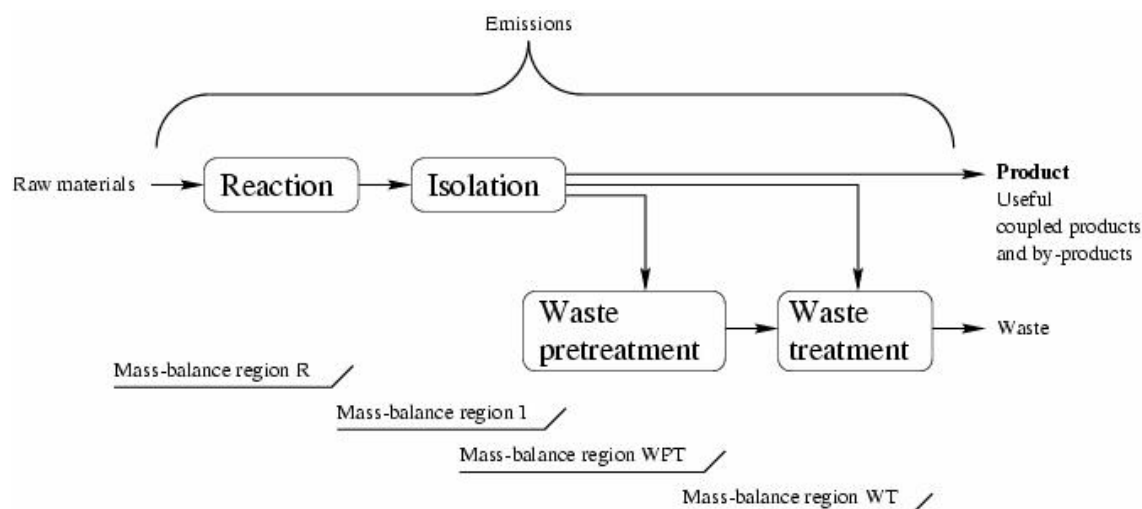 Emissions
Raw materials
Reaction
Isolation
Product
Useful
coupled products
and by-products
Waste
pretreatment
Waste
treatment
Waste
Mass-balance region R
Mass-balance region 1
Mass-balance region WPT
Mass-balance region WT